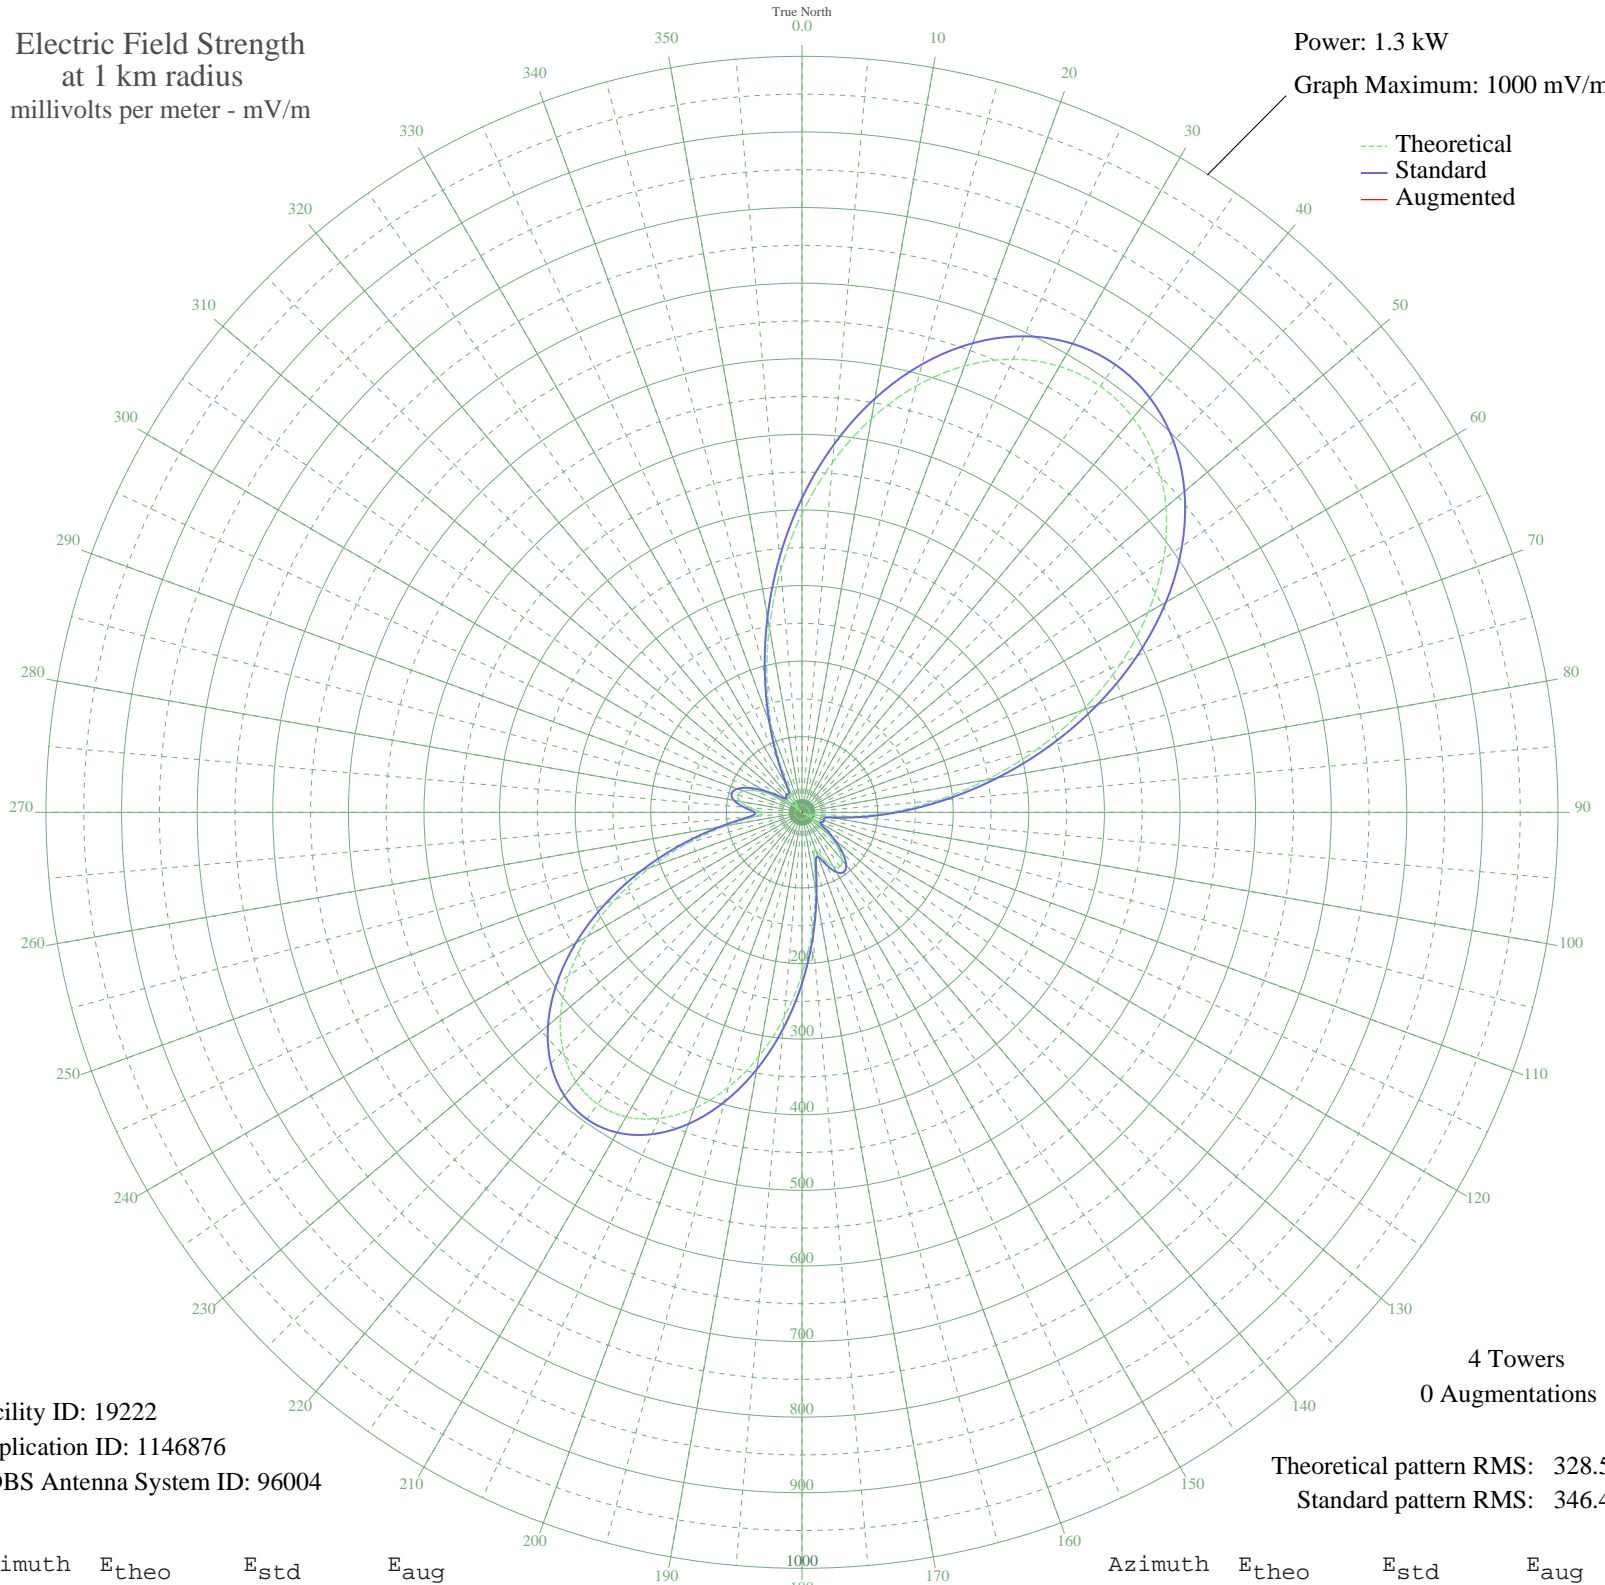 True North
0.0
Electric Field Strength
at 1 km radius
millivolts per meter - mV/m
Power: 1.3 kW
Graph Maximum: 1000 mV/m
Theoretical
Standard
Augmented
10
20
30
40
50
60
70
80
90
100
110
120
130
140
150
160
170
190
200
210
220
230
240
250
260
270
280
290
300
310
320
330
340
350
200
300
400
500
600
700
800
900
1000
4 Towers
0 Augmentations
cility ID: 19222
plication ID: 1146876
DBS Antenna System ID: 96004
Theoretical pattern RMS: 328.5
Standard pattern RMS: 346.4
imuth Etheo Estd Eaug
Azimuth Etheo Estd Eaug